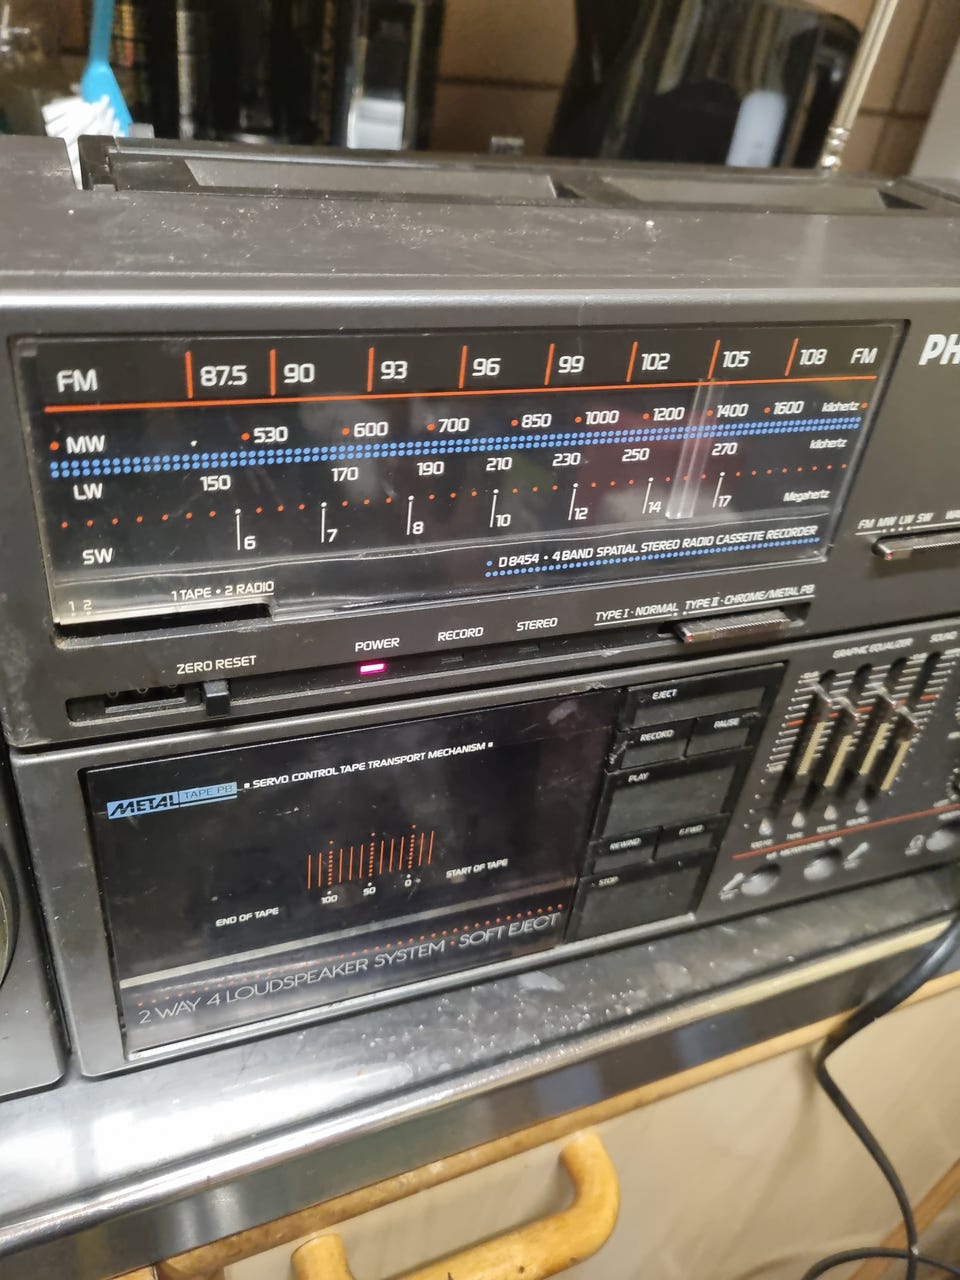 FM 87.5 90 93 96 99 102 105 108 FM
PH
MW 530 600 700 850 1000 1200 1400 1600 kilohertz
LW 150 170 190 210 230 250 270 kilohertz
SW 6 7 8 10 12 14 17 Megahertz
FM MW LW SW
D8454 • 4 BAND SPATIAL STEREO RADIO CASSETTE RECORDER
1 TAPE • 2 RADIO
1 2
TYPE I · NORMAL TYPE II · CHROME/METAL PB
POWER RECORD STEREO
ZERO RESET
GRAPHIC EQUALIZER
SOUND
EJECT
RECORD PAUSE
PLAY
REWIND F.FWD
STOP
METAL TAPE PB ▪ SERVO CONTROL TAPE TRANSPORT MECHANISM ▪
100 50 0
END OF TAPE START OF TAPE
2 WAY 4 LOUDSPEAKER SYSTEM · SOFT EJECT